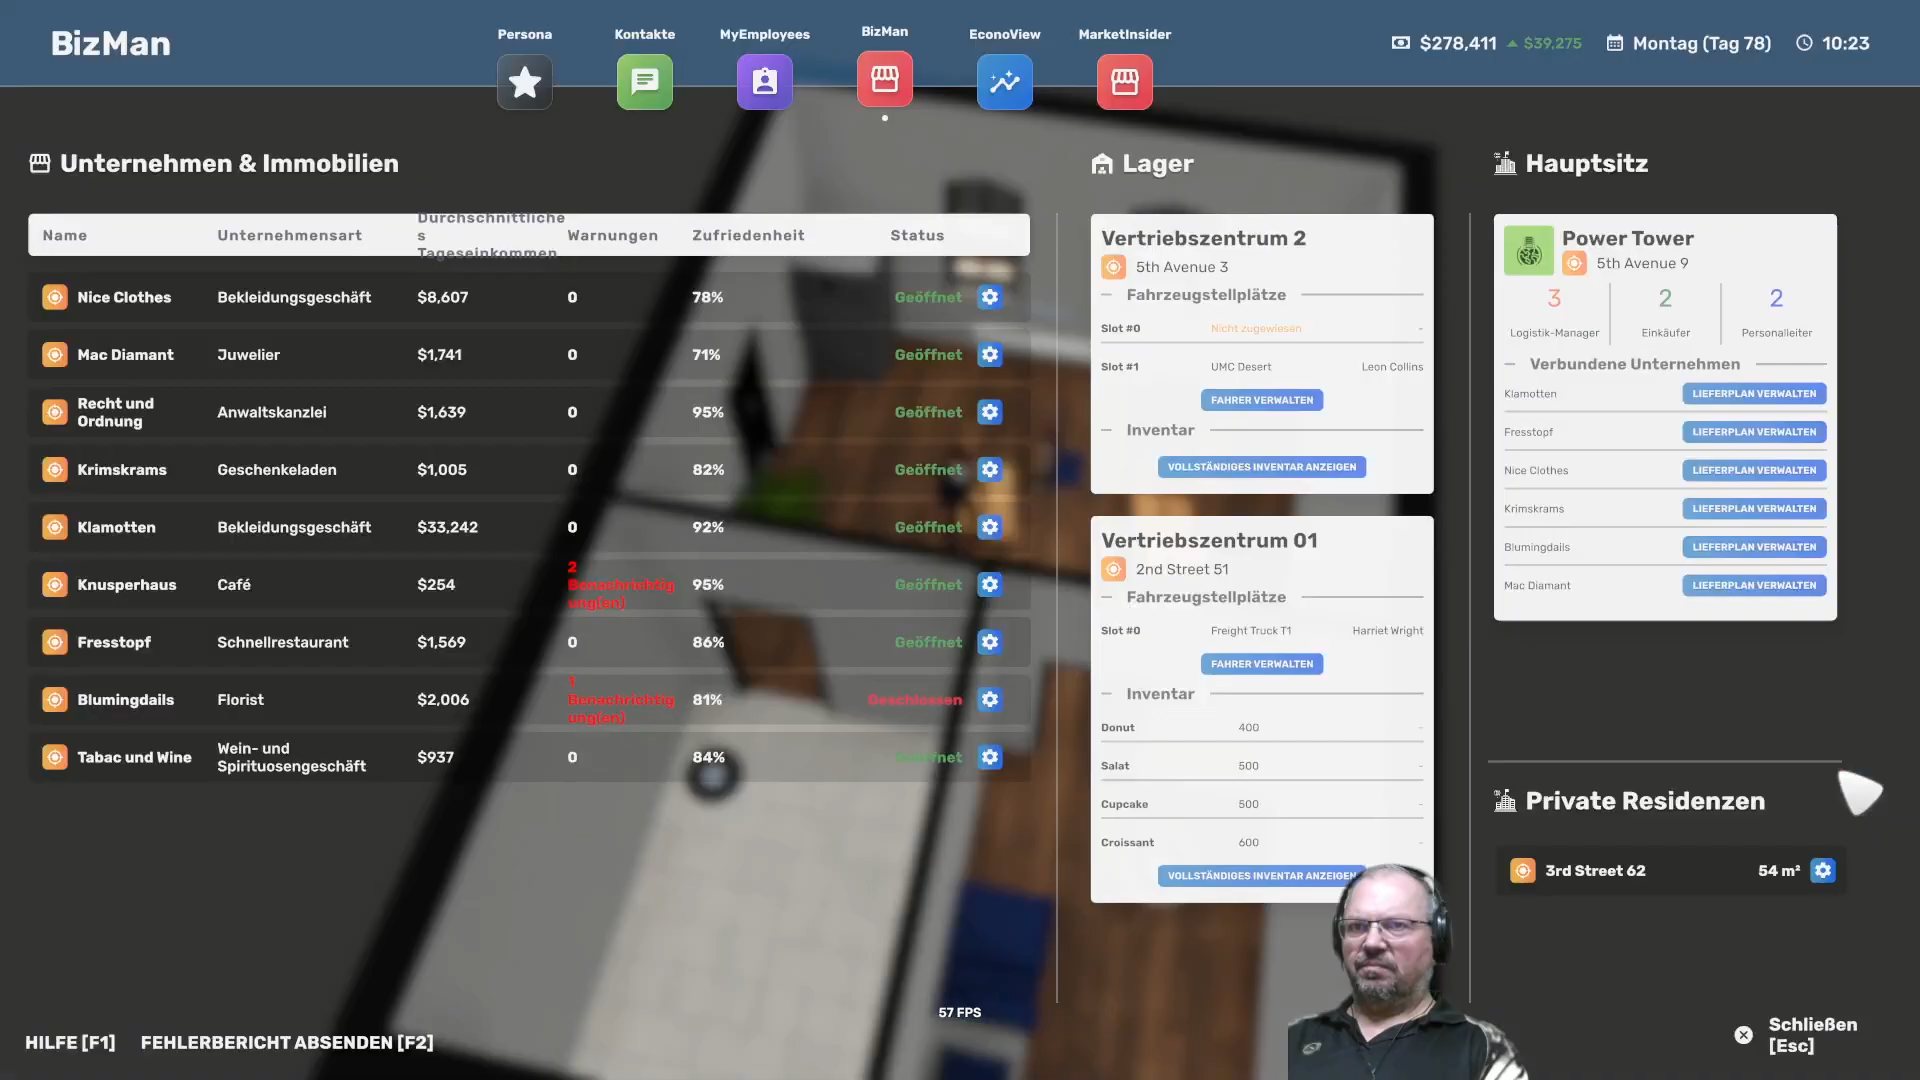 BizMan
Persona
Kontakte
MyEmployees
BizMan
EconoView
MarketInsider
$278,411
$39,275
Montag (Tag 78)
10:23
Unternehmen & Immobilien
Name
Unternehmensart
Durchschnittliche
s
Tageseinkommen
Warnungen
Zufriedenheit
Status
Nice Clothes
Bekleidungsgeschäft
$8,607
0
78%
Geöffnet
Mac Diamant
Juwelier
$1,741
0
71%
Geöffnet
Recht und
Ordnung
Anwaltskanzlei
$1,639
0
95%
Geöffnet
Krimskrams
Geschenkeladen
$1,005
0
82%
Geöffnet
Klamotten
Bekleidungsgeschäft
$33,242
0
92%
Geöffnet
Knusperhaus
Café
$254
2
Benachrichtig
ung(en)
95%
Geöffnet
Fresstopf
Schnellrestaurant
$1,569
0
86%
Geöffnet
Blumingdails
Florist
$2,006
1
Benachrichtig
ung(en)
81%
Geschlossen
Tabac und Wine
Wein- und
Spirituosengeschäft
$937
0
84%
Geöffnet
Lager
Vertriebszentrum 2
5th Avenue 3
Fahrzeugstellplätze
Slot #0
Nicht zugewiesen
-
Slot #1
UMC Desert
Leon Collins
FAHRER VERWALTEN
Inventar
VOLLSTÄNDIGES INVENTAR ANZEIGEN
Vertriebszentrum 01
2nd Street 51
Fahrzeugstellplätze
Slot #0
Freight Truck T1
Harriet Wright
FAHRER VERWALTEN
Inventar
Donut
400
-
Salat
500
-
Cupcake
500
-
Croissant
600
-
VOLLSTÄNDIGES INVENTAR ANZEIGEN
Hauptsitz
Power Tower
5th Avenue 9
3
2
2
Logistik-Manager
Einkäufer
Personalleiter
Verbundene Unternehmen
Klamotten
LIEFERPLAN VERWALTEN
Fresstopf
LIEFERPLAN VERWALTEN
Nice Clothes
LIEFERPLAN VERWALTEN
Krimskrams
LIEFERPLAN VERWALTEN
Blumingdails
LIEFERPLAN VERWALTEN
Mac Diamant
LIEFERPLAN VERWALTEN
Private Residenzen
3rd Street 62
54 m²
57 FPS
HILFE [F1]
FEHLERBERICHT ABSENDEN [F2]
Schließen
[Esc]